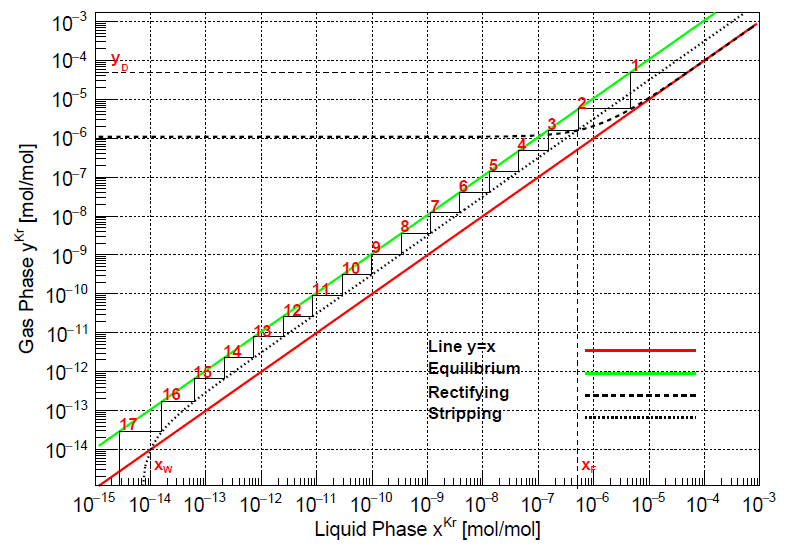 10⁻³
10⁻⁴
10⁻⁵
10⁻⁶
10⁻⁷
10⁻⁸
10⁻⁹
10⁻¹⁰
10⁻¹¹
10⁻¹²
10⁻¹³
10⁻¹⁴
Gas Phase yᴷʳ [mol/mol]
y_D
1
2
3
4
5
6
7
8
9
10
11
12
13
14
15
16
17
Line y=x
Equilibrium
Rectifying
Stripping
x_W
x_F
10⁻¹⁵ 10⁻¹⁴ 10⁻¹³ 10⁻¹² 10⁻¹¹ 10⁻¹⁰ 10⁻⁹ 10⁻⁸ 10⁻⁷ 10⁻⁶ 10⁻⁵ 10⁻⁴ 10⁻³
Liquid Phase xᴷʳ [mol/mol]